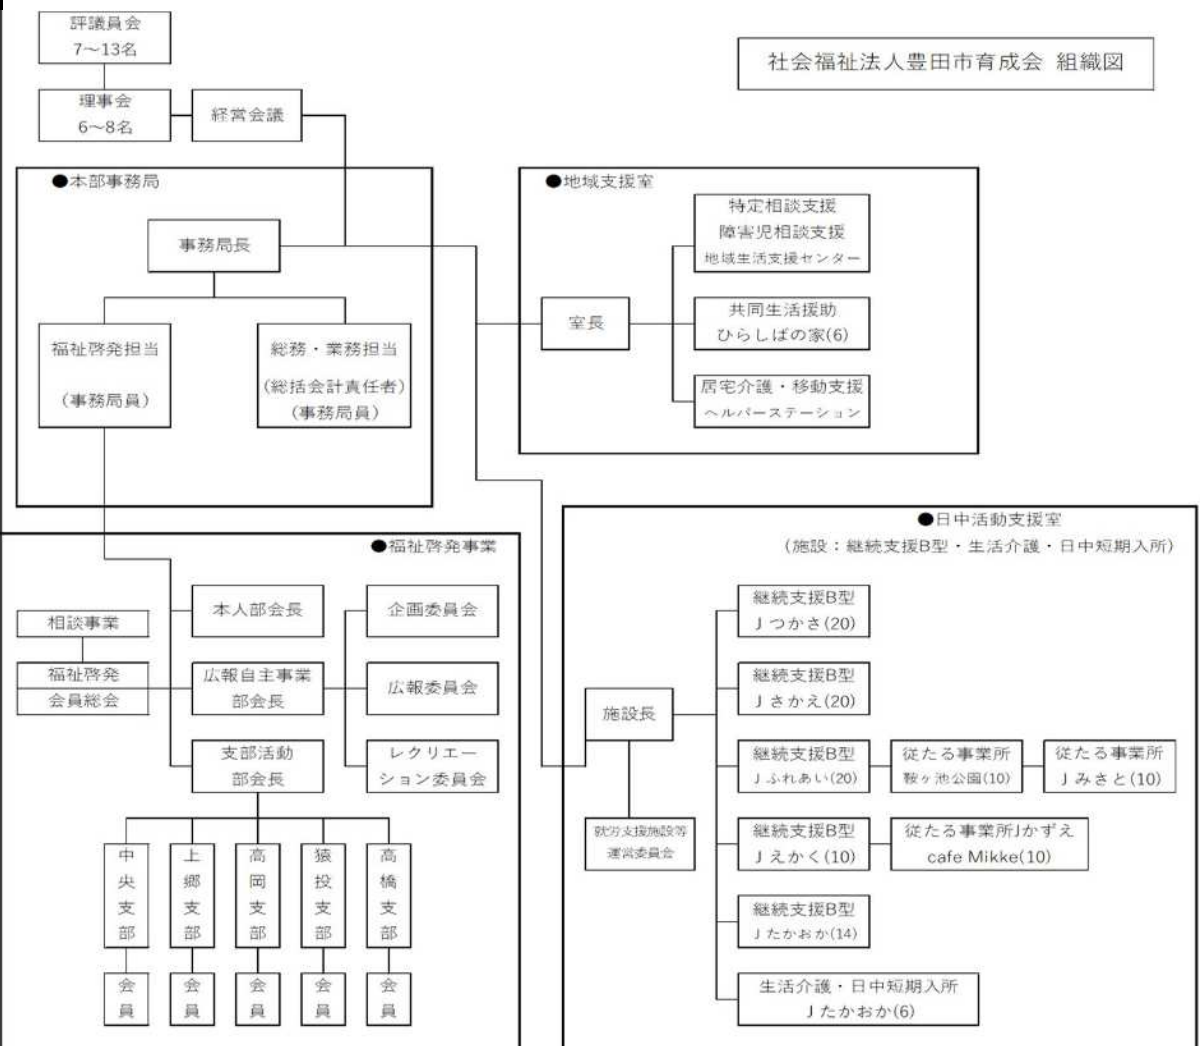 評議員会
7～13名
社会福祉法人豊田市育成会 組織図
理事会
6～8名
経営会議
●本部事務局
事務局長
福祉啓発担当
(事務局員)
総務・業務担当
(総括会計責任者)
(事務局員)
●地域支援室
室長
特定相談支援
障害児相談支援
地域生活支援センター
共同生活援助
ひらしばの家(6)
居宅介護・移動支援
ヘルパーステーション
●福祉啓発事業
相談事業
福祉啓発
会員総会
本人部会長
広報自主事業
部会長
支部活動
部会長
企画委員会
広報委員会
レクリエー
ション委員会
中央支部
上郷支部
高岡支部
猿投支部
高橋支部
会員
会員
会員
会員
会員
●日中活動支援室
(施設：継続支援B型・生活介護・日中短期入所)
施設長
就労支援施設等
運営委員会
継続支援B型
Jつかさ(20)
継続支援B型
Jさかえ(20)
継続支援B型
Jふれあい(20)
従たる事業所
鞍ヶ池公園(10)
従たる事業所
Jみさと(10)
継続支援B型
Jえかく(10)
従たる事業所Jかずえ
cafe Mikke(10)
継続支援B型
Jたかおか(14)
生活介護・日中短期入所
Jたかおか(6)